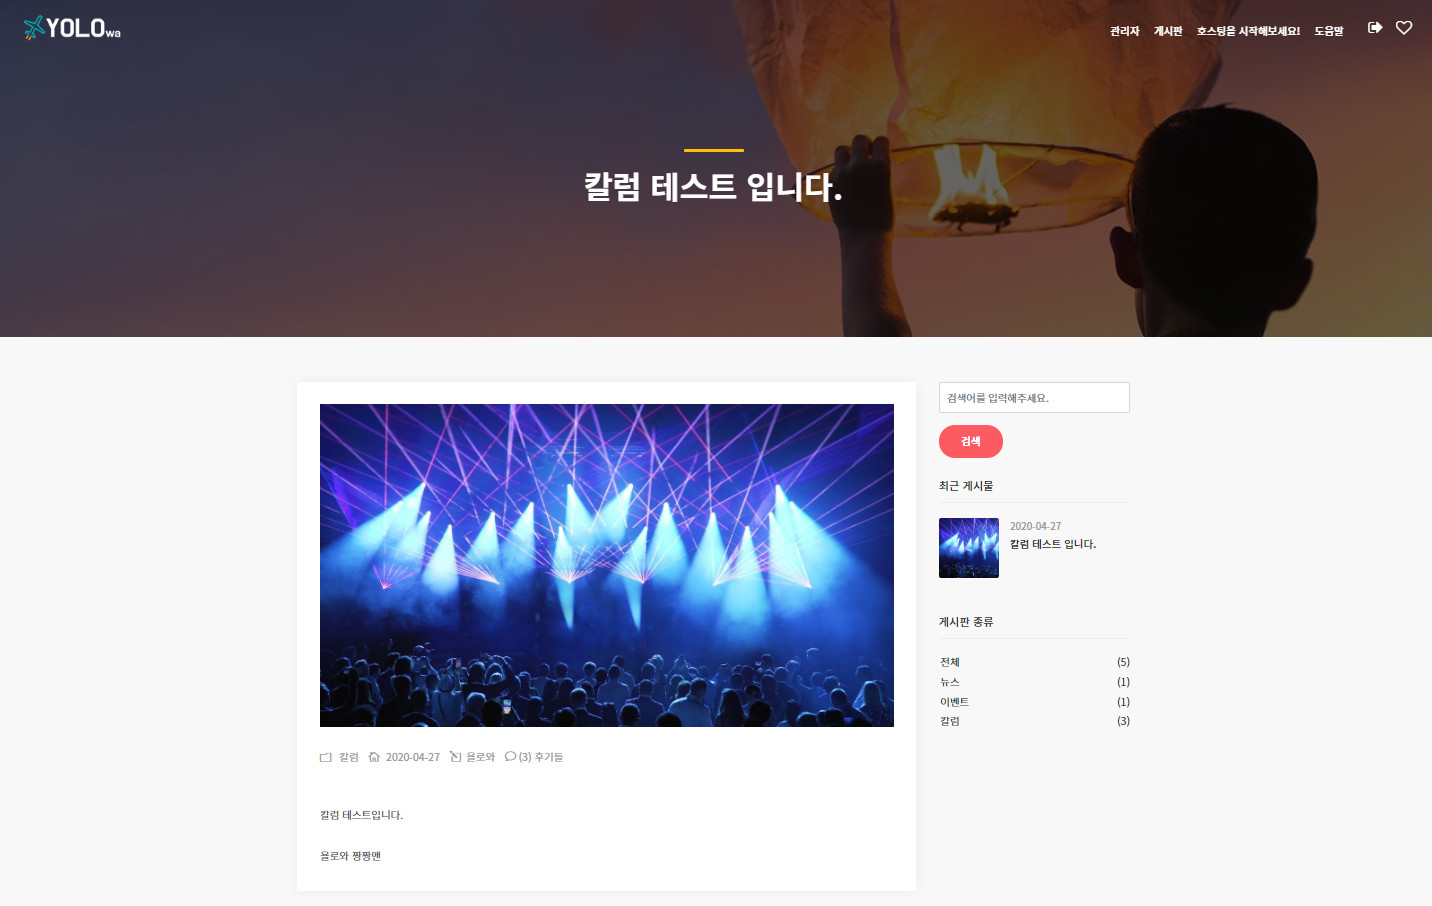 YOLOwa
관리자 게시판 호스팅을 시작해보세요! 도움말
칼럼 테스트 입니다.
검색어를 입력해주세요.
검색
최근 게시물
2020-04-27
칼럼 테스트 입니다.
게시판 종류
전체 (5)
뉴스 (1)
이벤트 (1)
칼럼 (3)
칼럼 2020-04-27 욜로와 (3) 후기들
칼럼 테스트입니다.
욜로와 짱짱맨